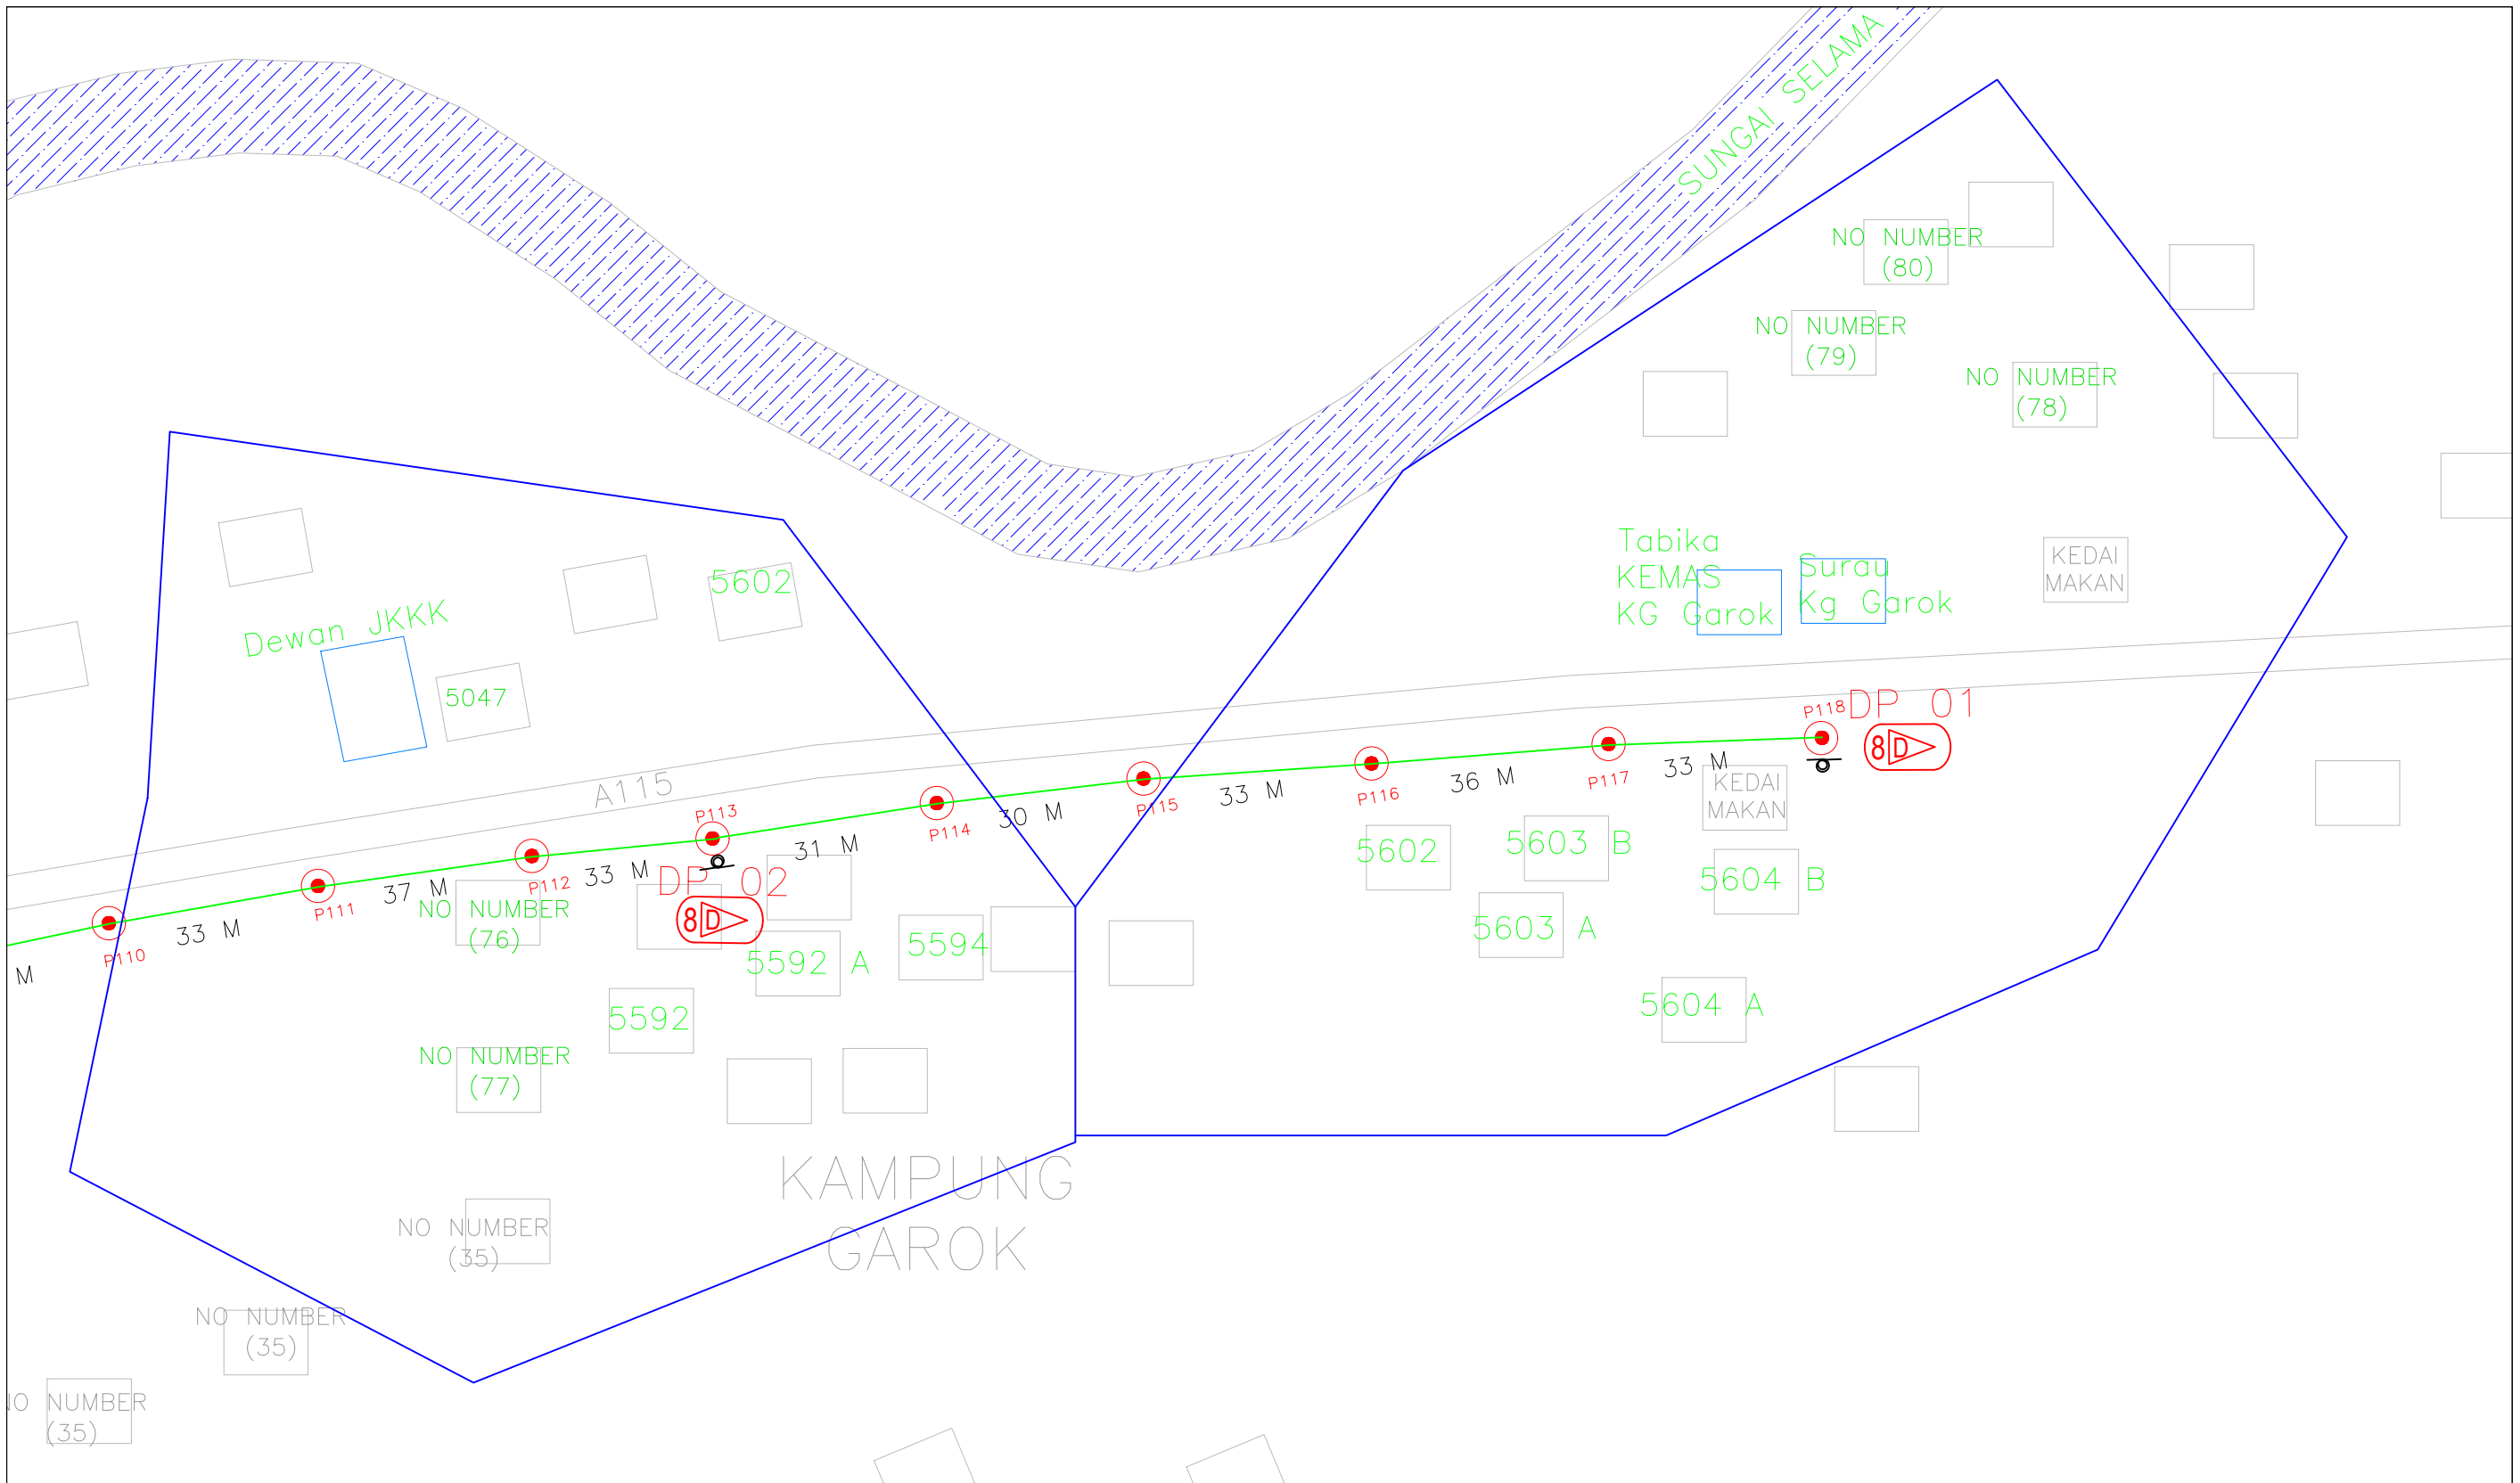 SUNGAI SELAMA
NO NUMBER
(80)
NO NUMBER
(79)
NO NUMBER
(78)
Tabika
KEMAS
KG Garok
Surau
Kg Garok
KEDAI
MAKAN
5602
Dewan JKKK
5047
A115
P118
DP 01
8 D
P117
33 M
P116
36 M
P115
33 M
P114
30 M
P113
31 M
P112
33 M
P111
37 M
P110
33 M
M
DP 02
8 D
KEDAI
MAKAN
5602
5603 B
5604 B
5603 A
5604 A
NO NUMBER
(76)
5592 A
5594
5592
NO NUMBER
(77)
KAMPUNG
GAROK
NO NUMBER
(35)
NO NUMBER
(35)
NO NUMBER
(35)